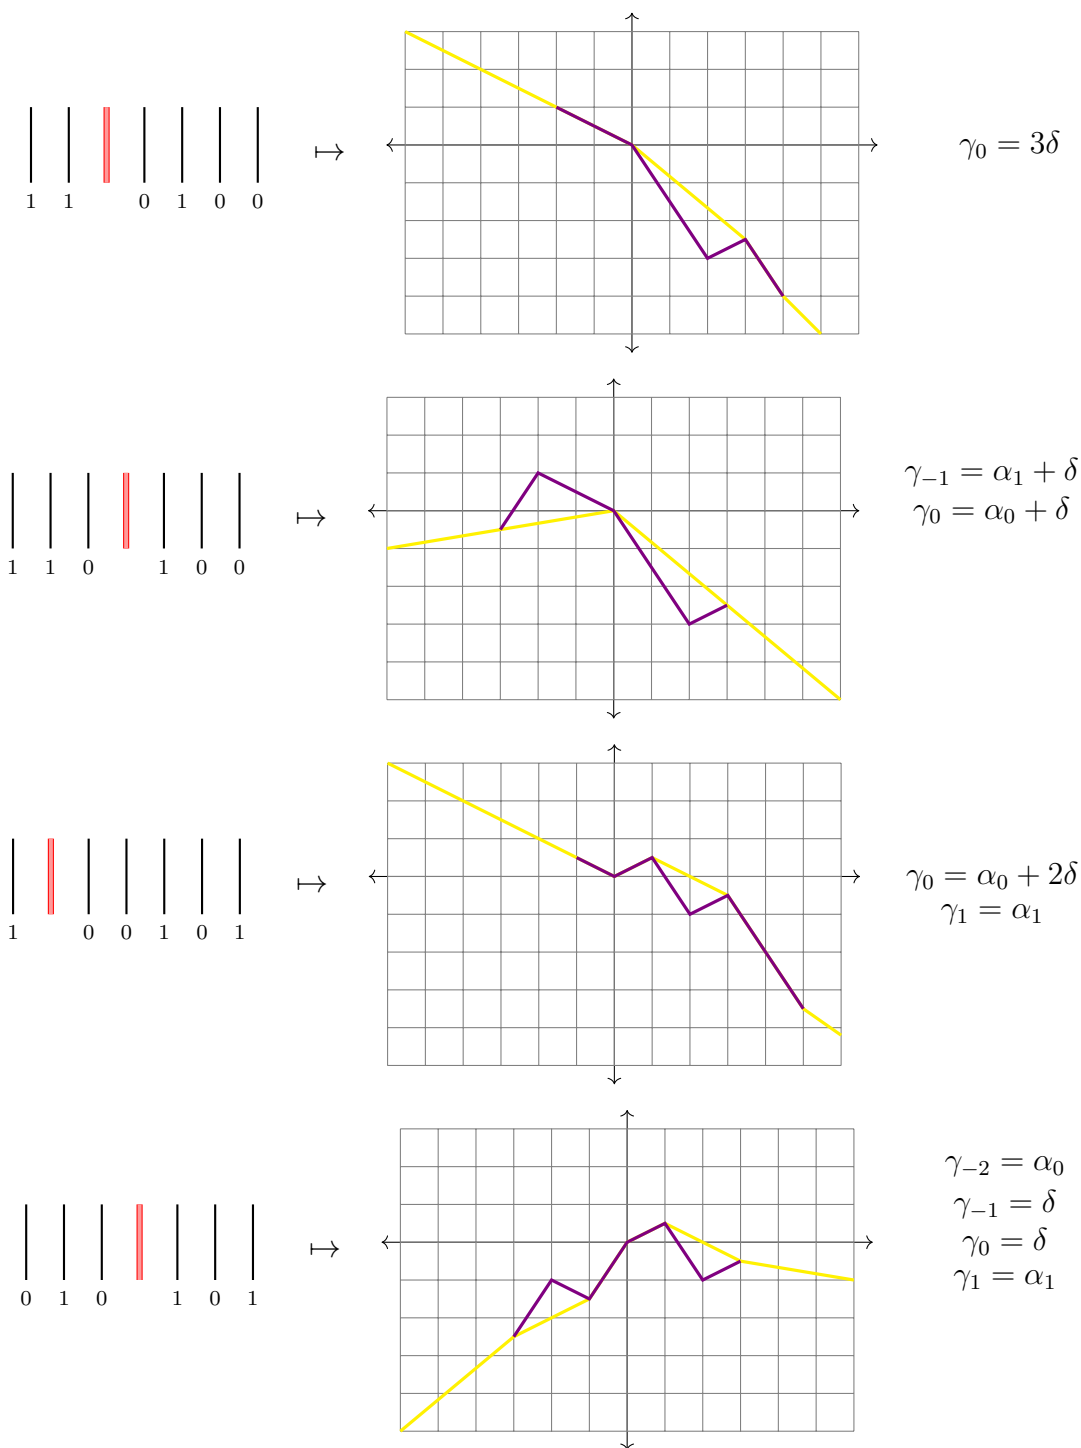 1 1 0 1 0 0
↦
γ₀ = 3δ
1 1 0 1 0 0
↦
γ₋₁ = α₁ + δ
γ₀ = α₀ + δ
1 0 0 1 0 1
↦
γ₀ = α₀ + 2δ
γ₁ = α₁
0 1 0 1 0 1
↦
γ₋₂ = α₀
γ₋₁ = δ
γ₀ = δ
γ₁ = α₁